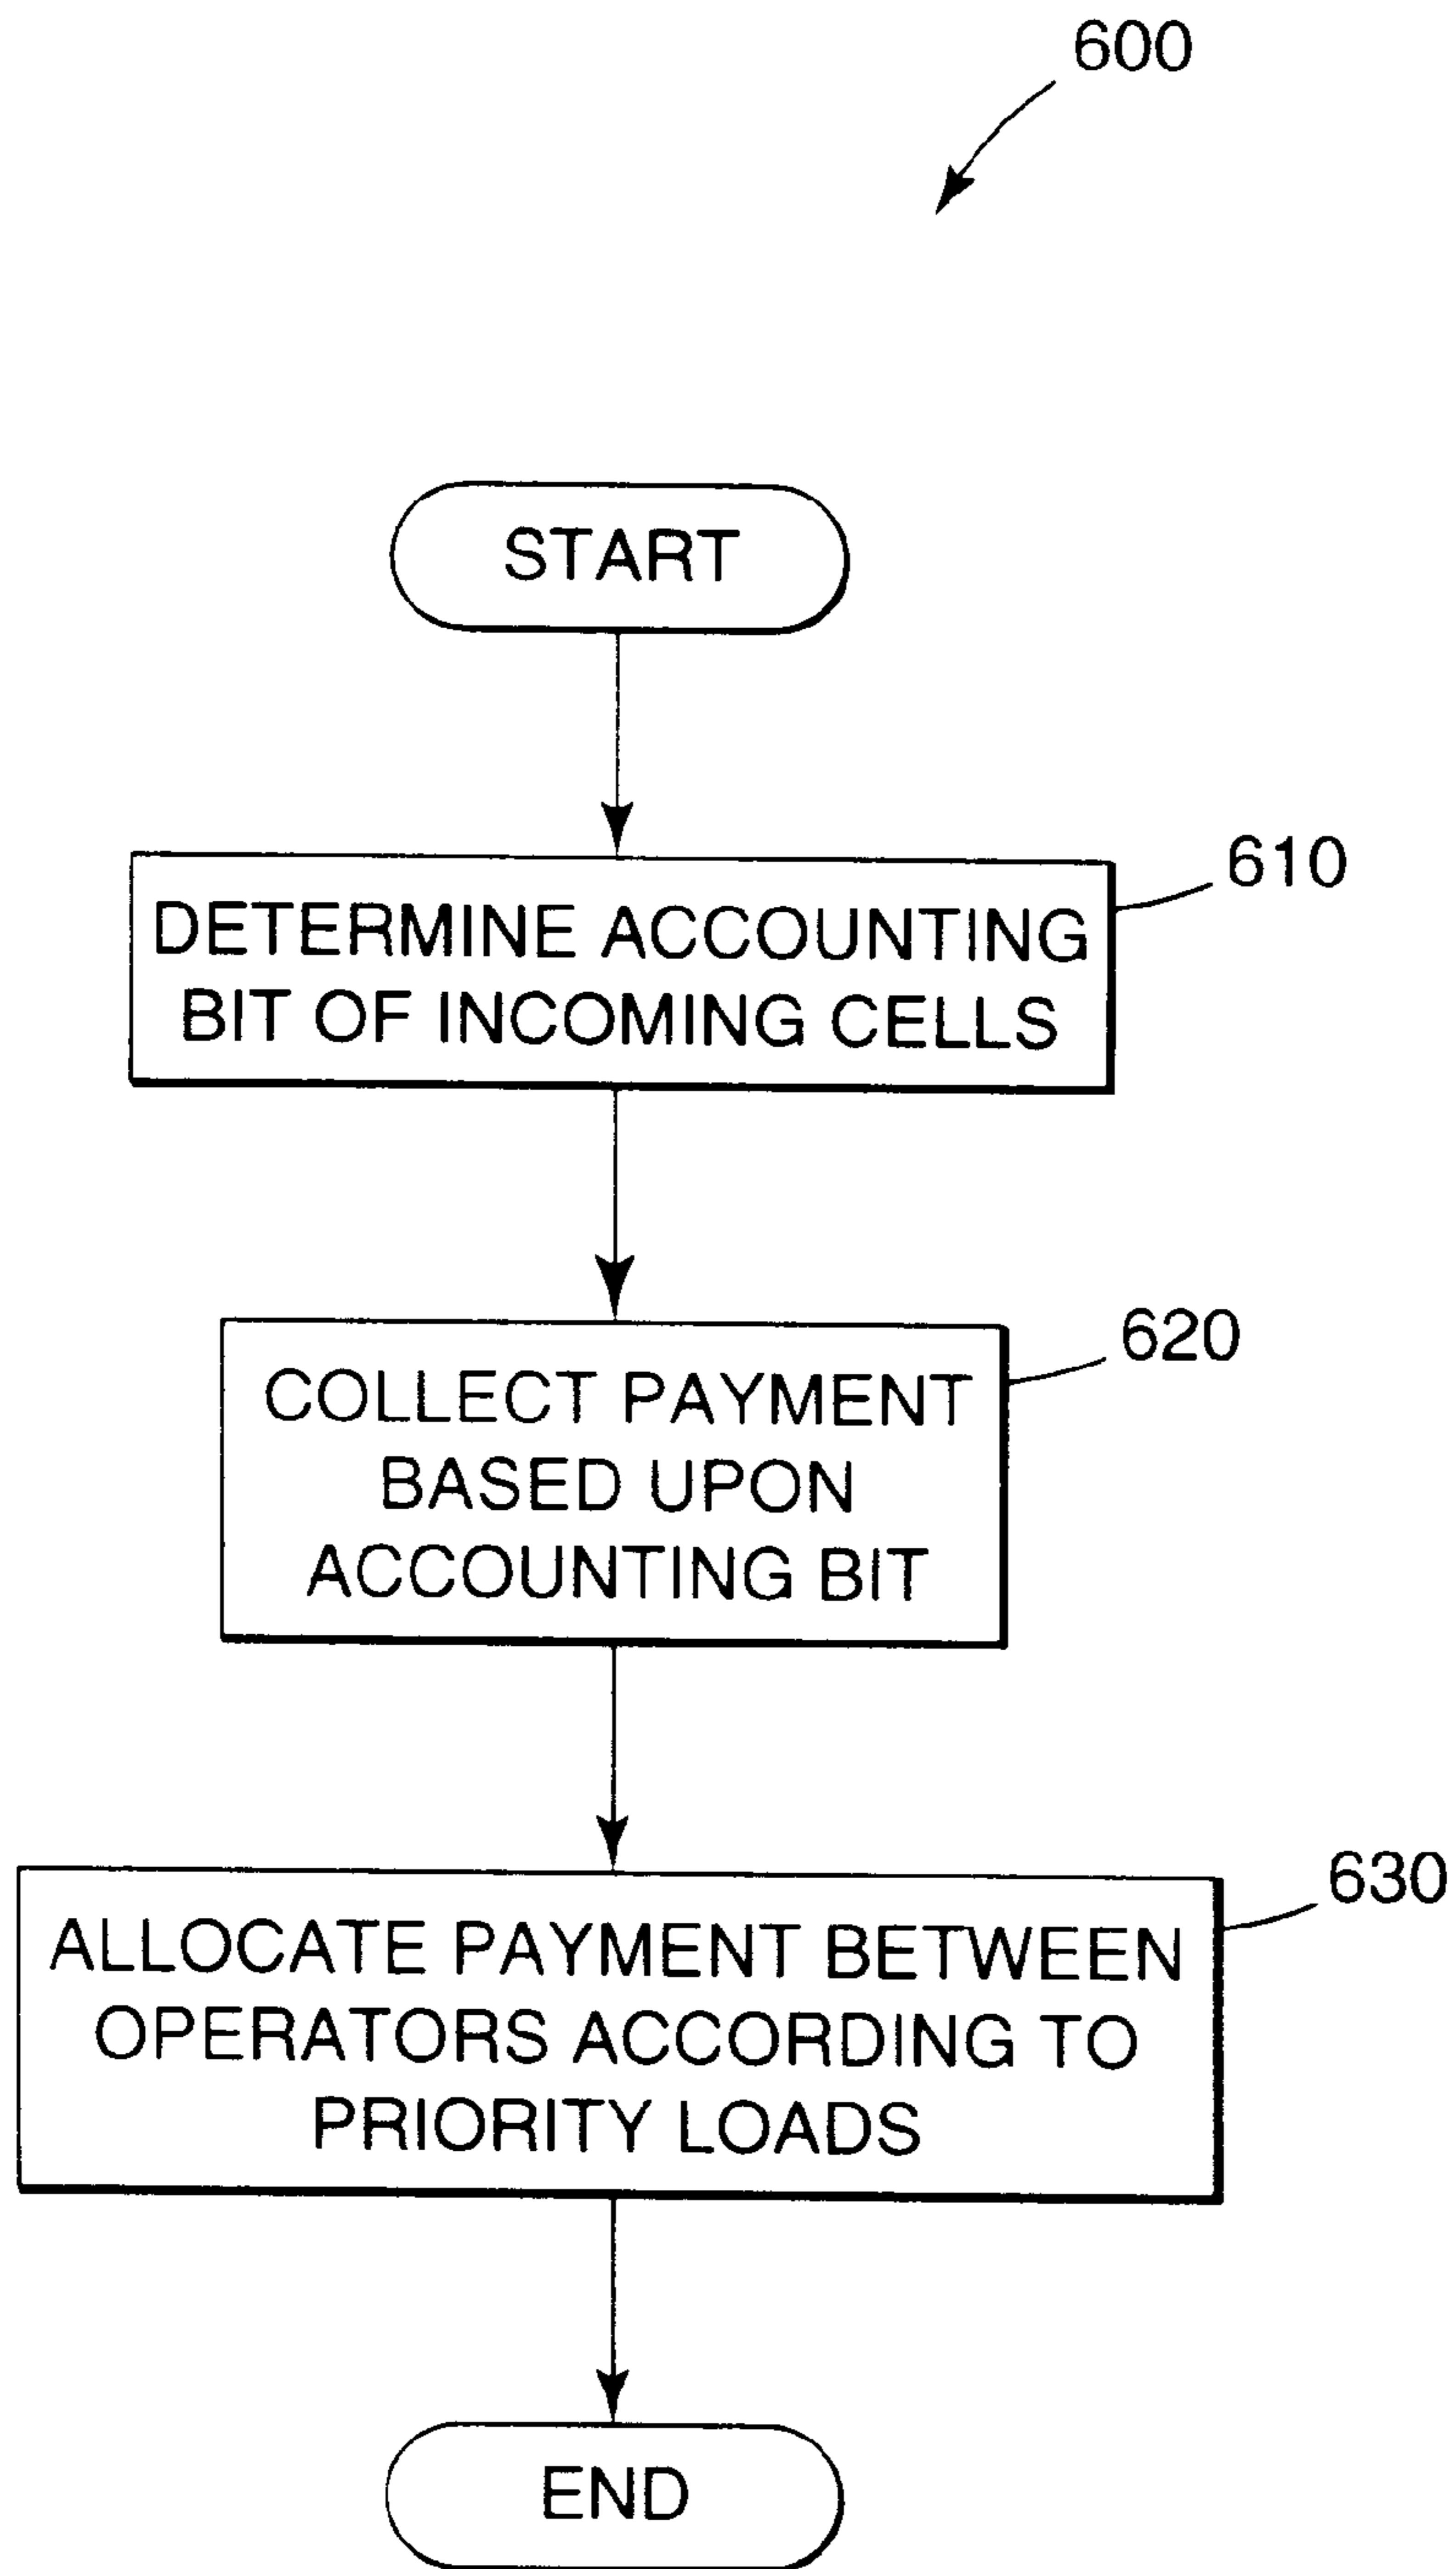 600
START
610
DETERMINE ACCOUNTING
BIT OF INCOMING CELLS
620
COLLECT PAYMENT
BASED UPON
ACCOUNTING BIT
630
ALLOCATE PAYMENT BETWEEN
OPERATORS ACCORDING TO
PRIORITY LOADS
END